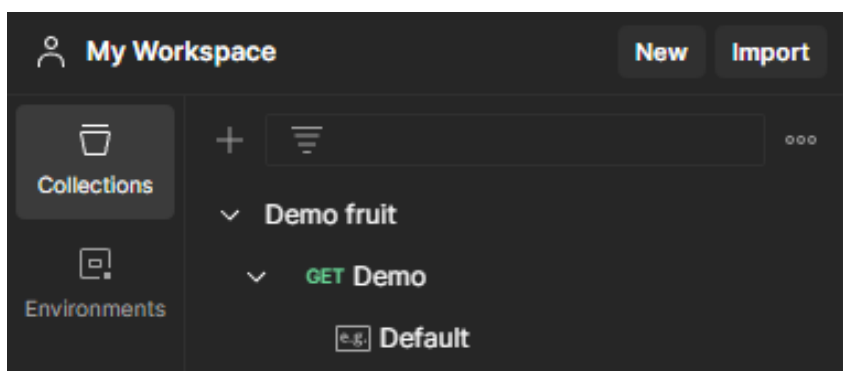 My Workspace New Import
Collections
Demo fruit
GET Demo
Environments
e.g. Default